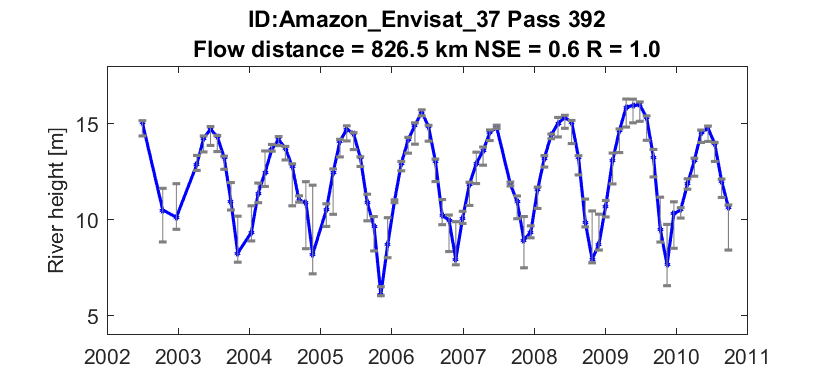 ID:Amazon_Envisat_37 Pass 392
Flow distance = 826.5 km NSE = 0.6 R = 1.0
River height [m]
15
10
5
2002 2003 2004 2005 2006 2007 2008 2009 2010 2011